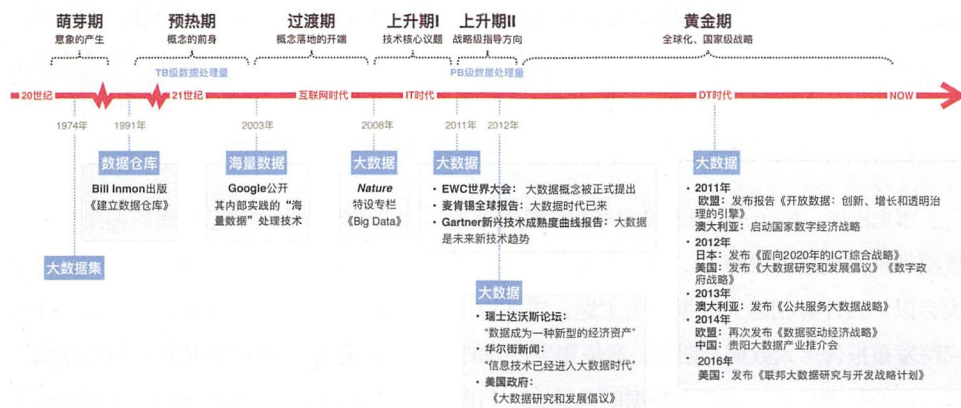 萌芽期
意象的产生
预热期
概念的前身
过渡期
概念落地的开端
上升期I
技术核心议题
上升期II
战略级指导方向
黄金期
全球化、国家级战略
TB级数据处理量
PB级数据处理量
20世纪
21世纪
互联网时代
IT时代
DT时代
NOW
1974年
1991年
2003年
2008年
2011年
2012年
数据仓库
Bill Inmon出版
《建立数据仓库》
海量数据
Google公开
其内部实践的“海
量数据”处理技术
大数据
Nature
特设专栏
《Big Data》
大数据
• EWC世界大会：大数据概念被正式提出
• 麦肯锡全球报告：大数据时代已来
• Gartner新兴技术成熟度曲线报告：大数据
是未来新技术趋势
大数据集
大数据
• 瑞士达沃斯论坛：
“数据成为一种新型的经济资产”
• 华尔街新闻：
“信息技术已经进入大数据时代”
• 美国政府：
《大数据研究和发展倡议》
大数据
• 2011年
欧盟：发布报告《开放数据：创新、增长和透明治
理的引擎》
澳大利亚：启动国家数字经济战略
• 2012年
日本：发布《面向2020年的ICT综合战略》
美国：发布《大数据研究和发展倡议》《数字政
府战略》
• 2013年
澳大利亚：发布《公共服务大数据战略》
• 2014年
欧盟：再次发布《数据驱动经济战略》
中国：贵阳大数据产业推介会
• 2016年
美国：发布《联邦大数据研究与开发战略计划》